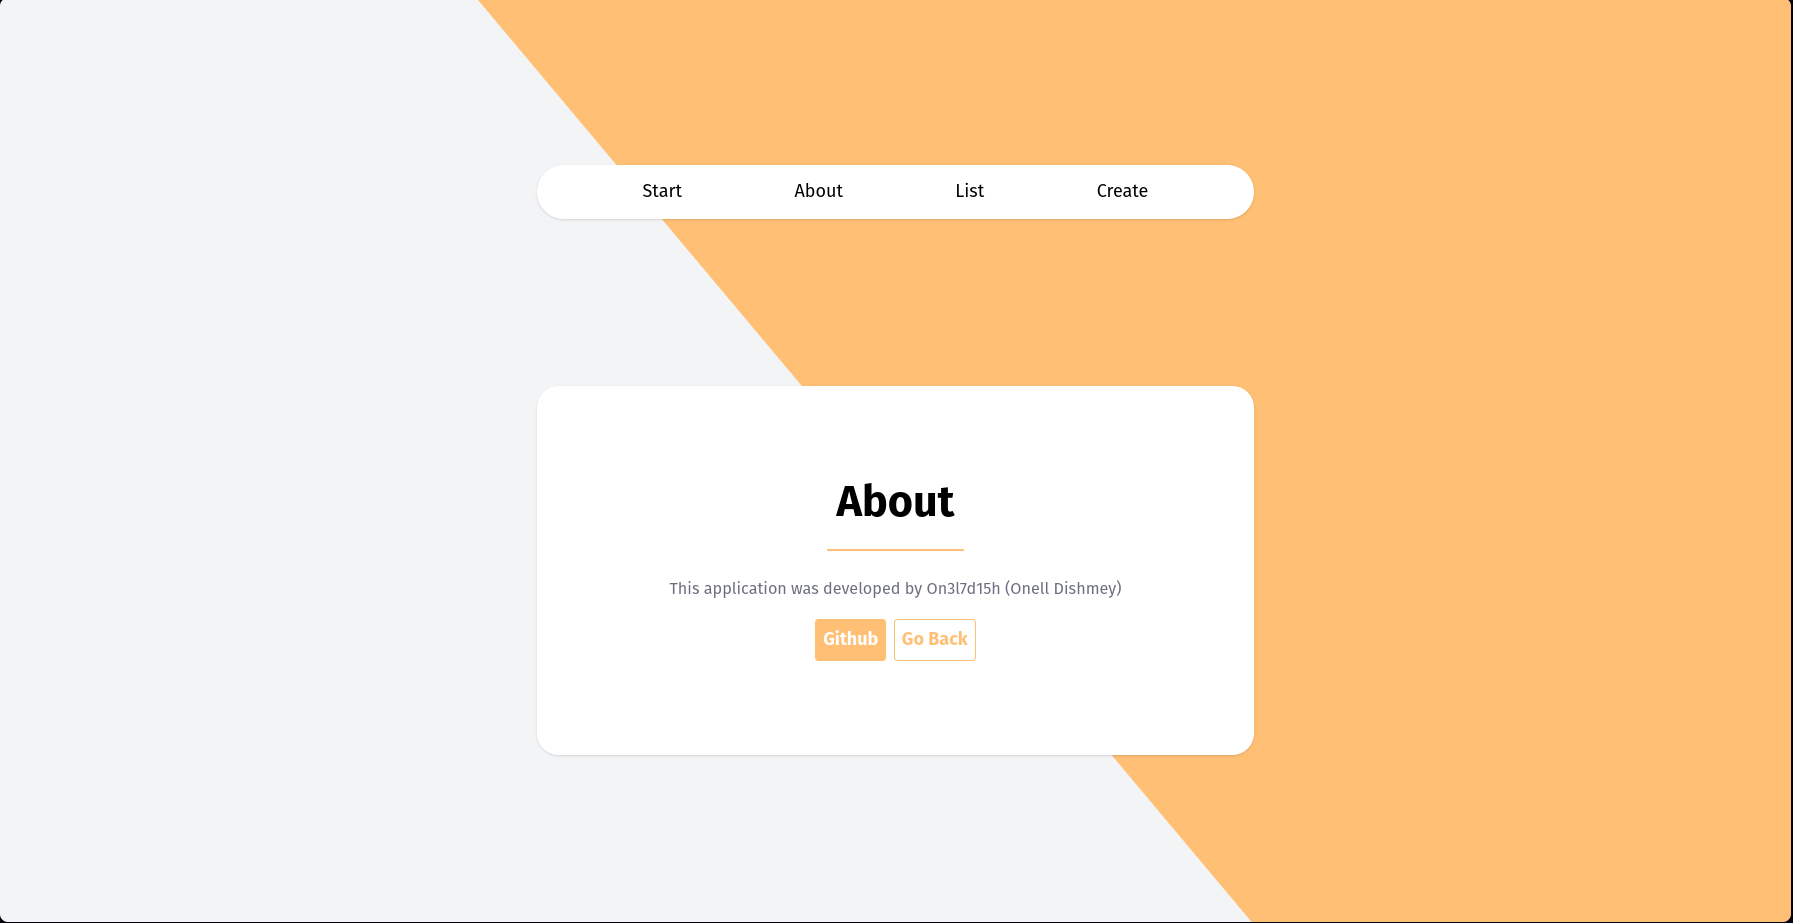 Start About List Create
About
This application was developed by On3l7d15h (Onell Dishmey)
Github Go Back